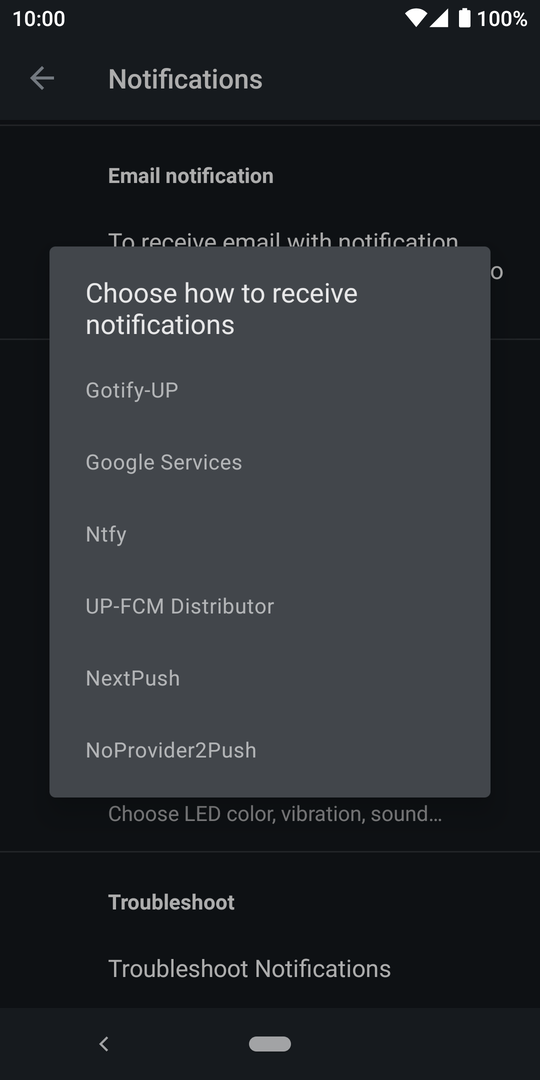 10:00
100%
Notifications
Email notification
To receive email with notification
o
Choose how to receive
notifications
Gotify-UP
Google Services
Ntfy
UP-FCM Distributor
NextPush
NoProvider2Push
Choose LED color, vibration, sound…
Troubleshoot
Troubleshoot Notifications